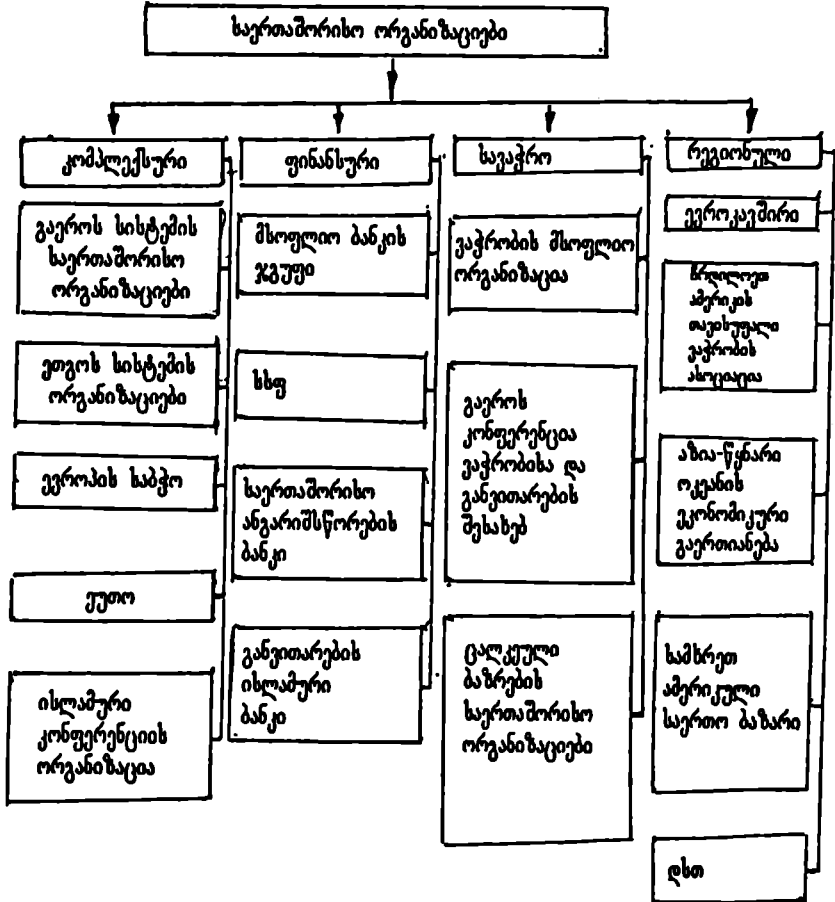 საერთაშორისო ორგანიზაციები
კომპლექსური
გაეროს სისტემის
საერთაშორისო
ორგანიზაციები
ეთგოს სისტემის
ორგანიზაციები
ევროპის საბჭო
ეუთო
ისლამური
კონფერენციის
ორგანიზაცია
ფინანსური
მსოფლიო ბანკის
ჯგუფი
სსფ
საერთაშორისო
ანგარიშსწორების
ბანკი
განვითარების
ისლამური
ბანკი
სავაჭრო
ვაჭრობის მსოფლიო
ორგანიზაცია
გაეროს
კონფერენცია
ვაჭრობისა და
განვითარების
შესახებ
ცალკეული
ბაზრების
საერთაშორისო
ორგანიზაციები
რეგიონული
ევროკავშირი
ჩრდილოეთ
ამერიკის
თავისუფალი
ვაჭრობის
ასოციაცია
აზია-წყნარი
ოკეანის
ეკონომიკური
გაერთიანება
სამხრეთ
ამერიკული
საერთო ბაზარი
დსთ